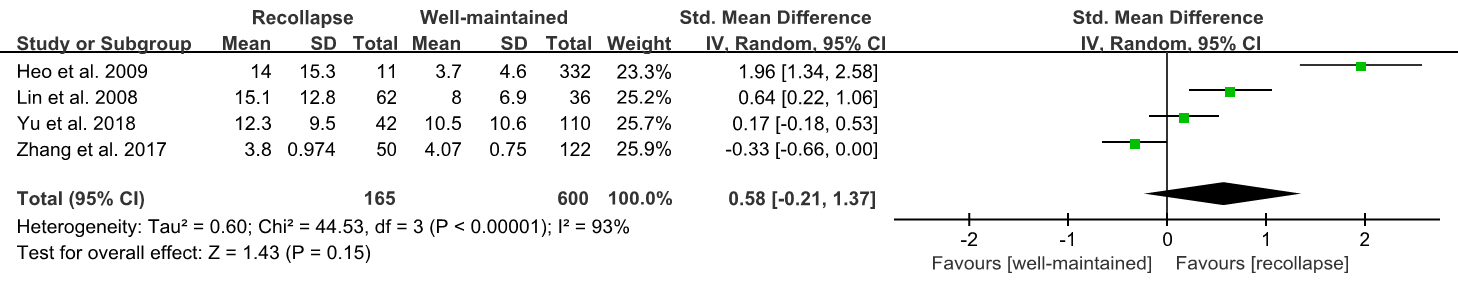 Recollapse Well-maintained Std. Mean Difference Std. Mean Difference
Study or Subgroup Mean SD Total Mean SD Total Weight IV, Random, 95% CI IV, Random, 95% CI
Heo et al. 2009 14 15.3 11 3.7 4.6 332 23.3% 1.96 [1.34, 2.58]
Lin et al. 2008 15.1 12.8 62 8 6.9 36 25.2% 0.64 [0.22, 1.06]
Yu et al. 2018 12.3 9.5 42 10.5 10.6 110 25.7% 0.17 [-0.18, 0.53]
Zhang et al. 2017 3.8 0.974 50 4.07 0.75 122 25.9% -0.33 [-0.66, 0.00]
Total (95% CI) 165 600 100.0% 0.58 [-0.21, 1.37]
Heterogeneity: Tau² = 0.60; Chi² = 44.53, df = 3 (P < 0.00001); I² = 93%
Test for overall effect: Z = 1.43 (P = 0.15)
-2 -1 0 1 2
Favours [well-maintained] Favours [recollapse]